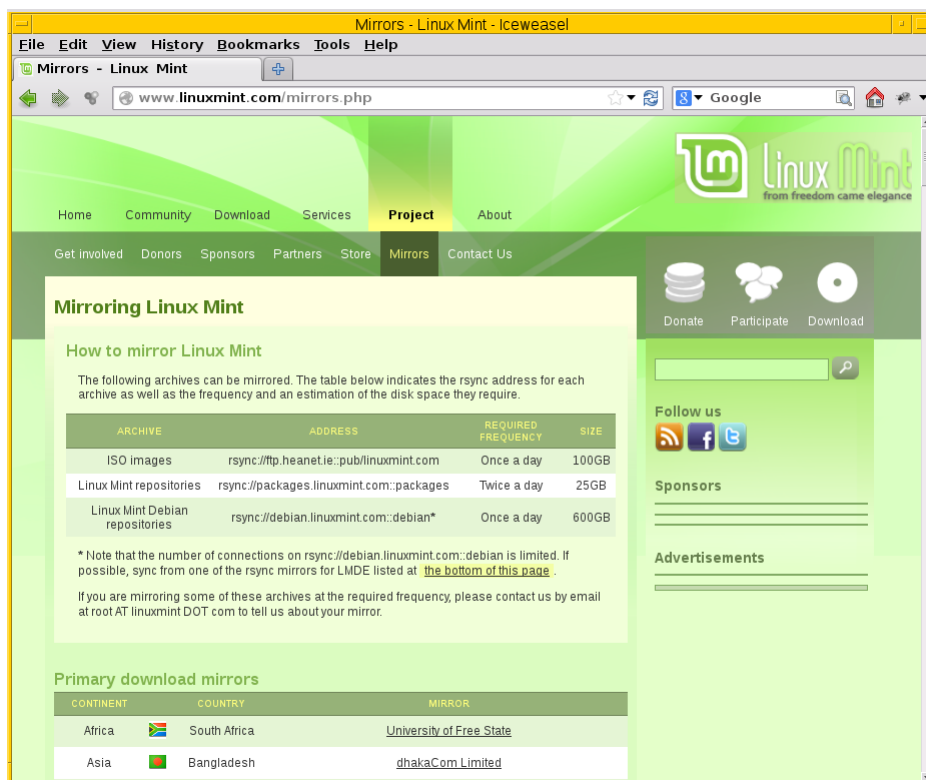 Mirrors - Linux Mint - Iceweasel
File Edit View History Bookmarks Tools Help
Mirrors - Linux Mint
www.linuxmint.com/mirrors.php
Google
Linux Mint
from freedom came elegance
Home Community Download Services Project About
Get involved Donors Sponsors Partners Store Mirrors Contact Us
Donate Participate Download
Mirroring Linux Mint
How to mirror Linux Mint
The following archives can be mirrored. The table below indicates the rsync address for each
archive as well as the frequency and an estimation of the disk space they require.
ARCHIVE ADDRESS REQUIRED FREQUENCY SIZE
ISO images rsync://ftp.heanet.ie::pub/linuxmint.com Once a day 100GB
Linux Mint repositories rsync://packages.linuxmint.com::packages Twice a day 25GB
Linux Mint Debian repositories rsync://debian.linuxmint.com::debian* Once a day 600GB
* Note that the number of connections on rsync://debian.linuxmint.com::debian is limited. If
possible, sync from one of the rsync mirrors for LMDE listed at the bottom of this page .
If you are mirroring some of these archives at the required frequency, please contact us by email
at root AT linuxmint DOT com to tell us about your mirror.
Follow us
Sponsors
Advertisements
Primary download mirrors
CONTINENT COUNTRY MIRROR
Africa South Africa University of Free State
Asia Bangladesh dhakaCom Limited